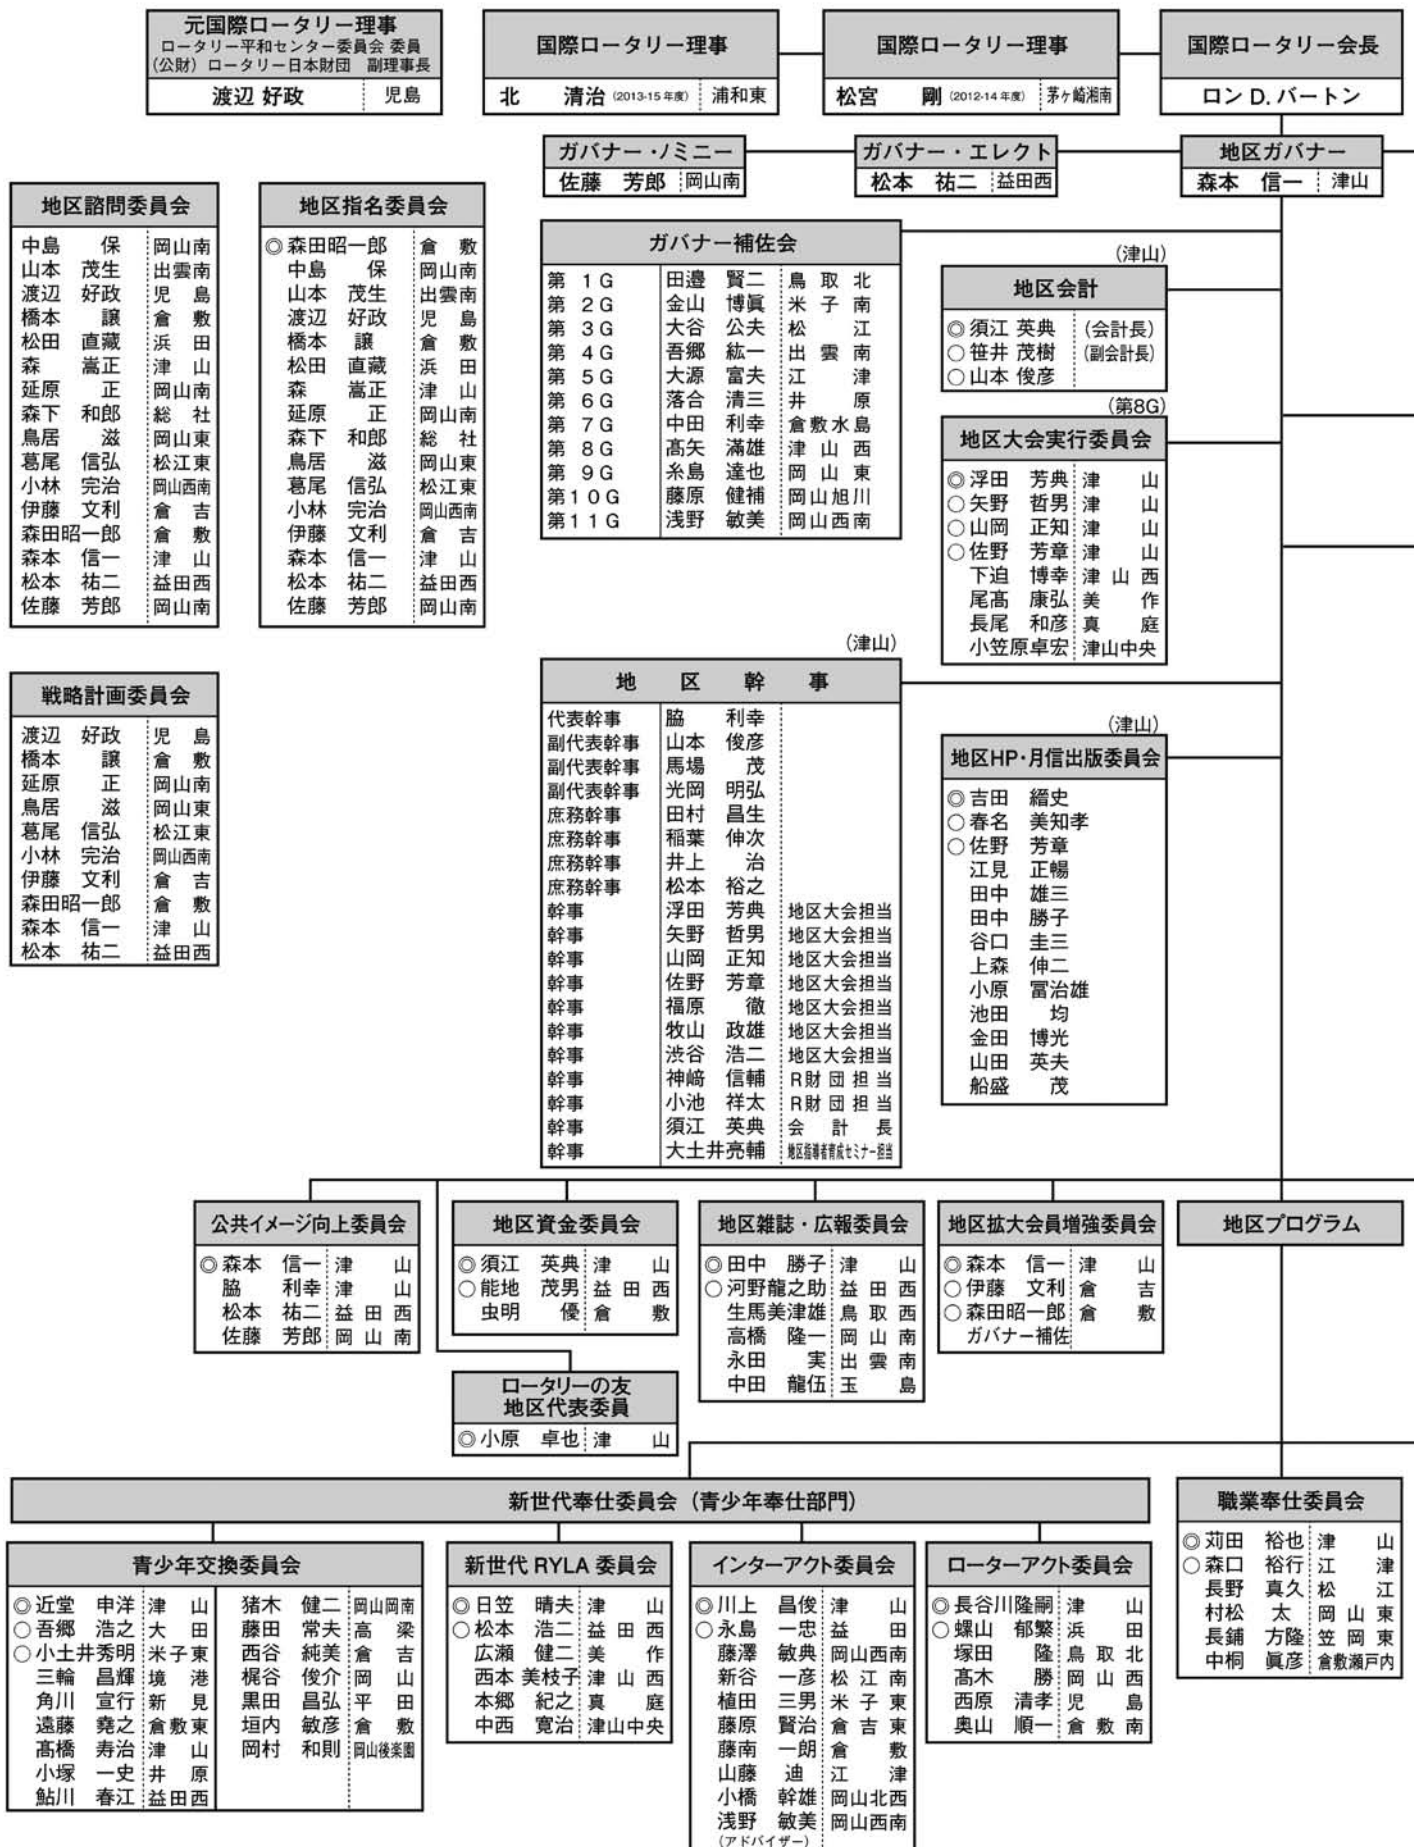 元国際ロータリー理事
ロータリー平和センター委員会 委員
(公財) ロータリー日本財団 副理事長
渡辺 好政 児島
国際ロータリー理事
北 清治 (2013-15 年度) 浦和東
国際ロータリー理事
松宮 剛 (2012-14 年度) 茅ヶ崎湘南
国際ロータリー会長
ロン D. バートン
ガバナー・ノミニー
佐藤 芳郎 岡山南
ガバナー・エレクト
松本 祐二 益田西
地区ガバナー
森本 信一 津山
地区諮問委員会
中島 保 岡山南
山本 茂生 出雲南
渡辺 好政 児島
橋本 譲 倉敷
松田 直藏 浜田
森 嵩正 津山
延原 正 岡山南
森下 和郎 総社
鳥居 滋 岡山東
葛尾 信弘 松江東
小林 完治 岡山西南
伊藤 文利 倉吉
森田昭一郎 倉敷
森本 信一 津山
松本 祐二 益田西
佐藤 芳郎 岡山南
地区指名委員会
◎森田昭一郎 倉敷
中島 保 岡山南
山本 茂生 出雲南
渡辺 好政 児島
橋本 譲 倉敷
松田 直藏 浜田
森 嵩正 津山
延原 正 岡山南
森下 和郎 総社
鳥居 滋 岡山東
葛尾 信弘 松江東
小林 完治 岡山西南
伊藤 文利 倉吉
森本 信一 津山
松本 祐二 益田西
佐藤 芳郎 岡山南
ガバナー補佐会
第 1 G 田邉 賢二 鳥取北
第 2 G 金山 博眞 米子南
第 3 G 大谷 公夫 松江
第 4 G 吾郷 紘一 出雲南
第 5 G 大源 富夫 江津
第 6 G 落合 清三 井原
第 7 G 中田 利幸 倉敷水島
第 8 G 髙矢 滿雄 津山西
第 9 G 糸島 達也 岡山東
第10G 藤原 健補 岡山旭川
第11G 浅野 敏美 岡山西南
(津山)
地区会計
◎須江 英典 (会計長)
○笹井 茂樹 (副会計長)
○山本 俊彦
(第8G)
地区大会実行委員会
◎浮田 芳典 津山
○矢野 哲男 津山
○山岡 正知 津山
○佐野 芳章 津山
下迫 博幸 津山西
尾髙 康弘 美作
長尾 和彦 真庭
小笠原卓宏 津山中央
戦略計画委員会
渡辺 好政 児島
橋本 譲 倉敷
延原 正 岡山南
鳥居 滋 岡山東
葛尾 信弘 松江東
小林 完治 岡山西南
伊藤 文利 倉吉
森田昭一郎 倉敷
森本 信一 津山
松本 祐二 益田西
(津山)
地区幹事
代表幹事 脇 利幸
副代表幹事 山本 俊彦
副代表幹事 馬場 茂
副代表幹事 光岡 明弘
庶務幹事 田村 昌生
庶務幹事 稲葉 伸次
庶務幹事 井上 治
庶務幹事 松本 裕之
幹事 浮田 芳典 地区大会担当
幹事 矢野 哲男 地区大会担当
幹事 山岡 正知 地区大会担当
幹事 佐野 芳章 地区大会担当
幹事 福原 徹 地区大会担当
幹事 牧山 政雄 地区大会担当
幹事 渋谷 浩二 地区大会担当
幹事 神﨑 信輔 R財団担当
幹事 小池 祥太 R財団担当
幹事 須江 英典 会計長
幹事 大土井亮輔 地区指導者育成セミナー担当
(津山)
地区HP・月信出版委員会
◎吉田 縉史
○春名 美知孝
○佐野 芳章
江見 正暢
田中 雄三
田中 勝子
谷口 圭三
上森 伸二
小原 冨治雄
池田 均
金田 博光
山田 英夫
船盛 茂
公共イメージ向上委員会
◎森本 信一 津山
脇 利幸 津山
松本 祐二 益田西
佐藤 芳郎 岡山南
地区資金委員会
◎須江 英典 津山
○能地 茂男 益田西
虫明 優 倉敷
地区雑誌・広報委員会
◎田中 勝子 津山
○河野龍之助 益田西
生馬美津雄 鳥取西
高橋 隆一 岡山南
永田 実 出雲南
中田 龍伍 玉島
地区拡大会員増強委員会
◎森本 信一 津山
○伊藤 文利 倉吉
○森田昭一郎 倉敷
ガバナー補佐
地区プログラム
ロータリーの友
地区代表委員
◎小原 卓也 津山
新世代奉仕委員会 (青少年奉仕部門)
青少年交換委員会
◎近堂 申洋 津山
○吾郷 浩之 大田
○小土井秀明 米子東
三輪 昌輝 境港
角川 宣行 新見
遠藤 堯之 倉敷東
髙橋 寿治 津山
小塚 一史 井原
鮎川 春江 益田西
猪木 健二 岡山岡南
藤田 常夫 高梁
西谷 純美 倉吉
梶谷 俊介 岡山
黒田 昌弘 平田
垣内 敏彦 倉敷
岡村 和則 岡山後楽園
新世代 RYLA 委員会
◎日笠 晴夫 津山
○松本 浩二 益田西
広瀬 健二 美作
西本 美枝子 津山西
本郷 紀之 真庭
中西 寛治 津山中央
インターアクト委員会
◎川上 昌俊 津山
○永島 一忠 益田
藤澤 敏典 岡山西南
新谷 一彦 松江南
植田 三男 米子東
藤原 賢治 倉吉東
藤南 一朗 倉敷
山藤 迪 江津
小橋 幹雄 岡山北西
浅野 敏美 岡山西南
(アドバイザー)
ローターアクト委員会
◎長谷川隆嗣 津山
○螺山 郁繁 浜田
塚田 隆 鳥取北
髙木 勝 岡山西
西原 清孝 児島
奥山 順一 倉敷南
職業奉仕委員会
◎苅田 裕也 津山
○森口 裕行 江津
長野 真久 松江
村松 太 岡山東
長鋪 方隆 笠岡東
中桐 眞彦 倉敷瀬戸内